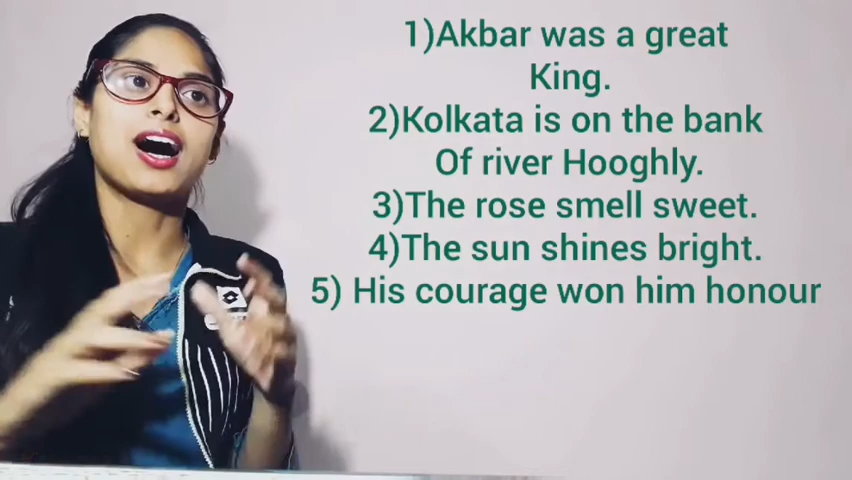 1)Akbar was a great
King.
2)Kolkata is on the bank
Of river Hooghly.
3)The rose smell sweet.
4)The sun shines bright.
5) His courage won him honour